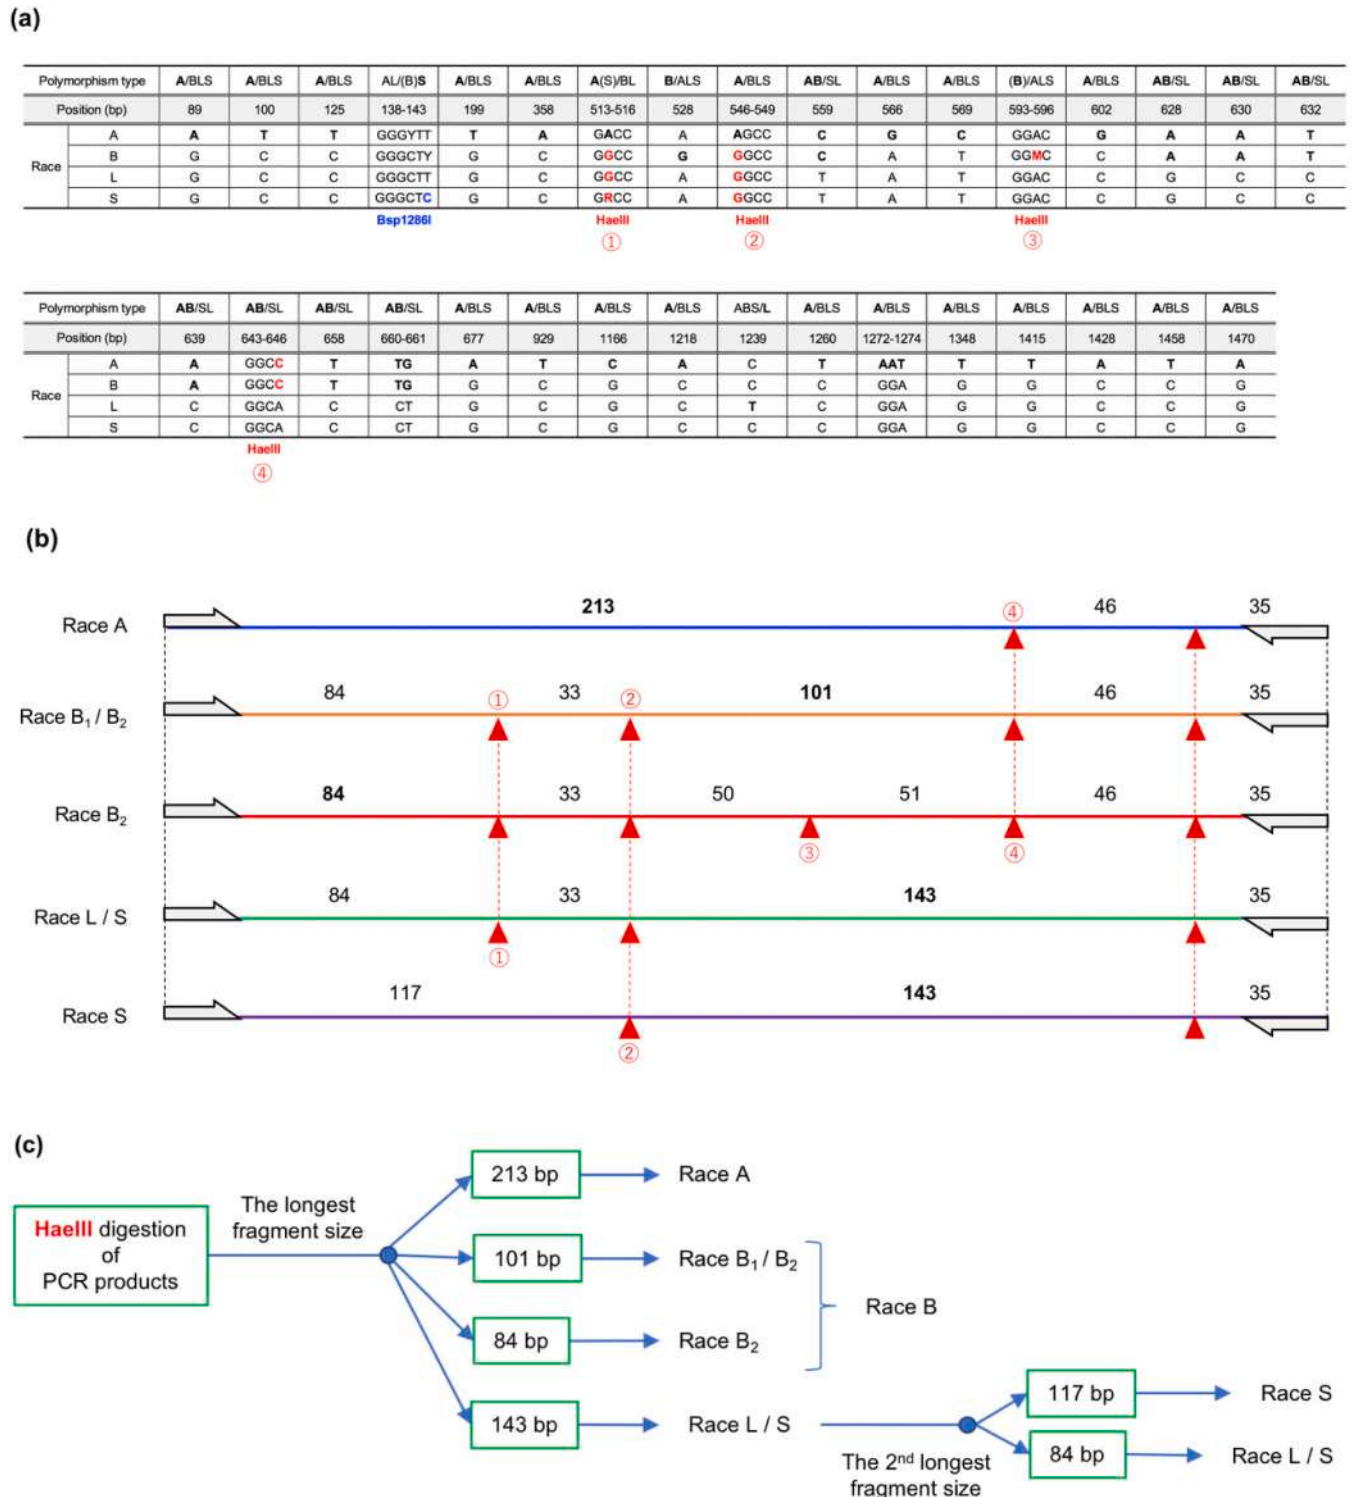 (a)
Polymorphism type A/BLS A/BLS A/BLS AL/(B)S A/BLS A/BLS A(S)/BL B/ALS A/BLS AB/SL A/BLS A/BLS (B)/ALS A/BLS AB/SL AB/SL AB/SL
Position (bp) 89 100 125 138-143 199 358 513-516 528 546-549 559 566 569 593-596 602 628 630 632
A A T T GGGYTT T A GACC A AGCC C G C GGAC G A A T
B G C C GGGCTY G C GGCC G GGCC C A T GGMC C A A T
Race
L G C C GGGCTT G C GGCC A GGCC T A T GGAC C G C C
S G C C GGGCTC G C GRCC A GGCC T A T GGAC C G C C
Bsp1286I HaeIII HaeIII HaeIII
① ② ③
Polymorphism type AB/SL AB/SL AB/SL AB/SL A/BLS A/BLS A/BLS A/BLS ABS/L A/BLS A/BLS A/BLS A/BLS A/BLS A/BLS A/BLS
Position (bp) 639 643-646 658 660-661 677 929 1166 1218 1239 1260 1272-1274 1348 1415 1428 1458 1470
A A GGCC T TG A T C A C T AAT T T A T A
B A GGCC T TG G C G C C C GGA G G C C G
Race
L C GGCA C CT G C G C T C GGA G G C C G
S C GGCA C CT G C G C C C GGA G G C C G
HaeIII
④
(b)
213 ④ 46 35
Race A
84 ① 33 ② 101 46 35
Race B1 / B2
84 33 50 51 46 35
Race B2
③ ④
84 33 143 35
Race L / S
①
117 143 35
Race S
②
(c)
213 bp Race A
The longest
fragment size
HaeIII digestion
of
PCR products
101 bp Race B1 / B2
Race B
84 bp Race B2
117 bp Race S
143 bp Race L / S
84 bp Race L / S
The 2nd longest
fragment size